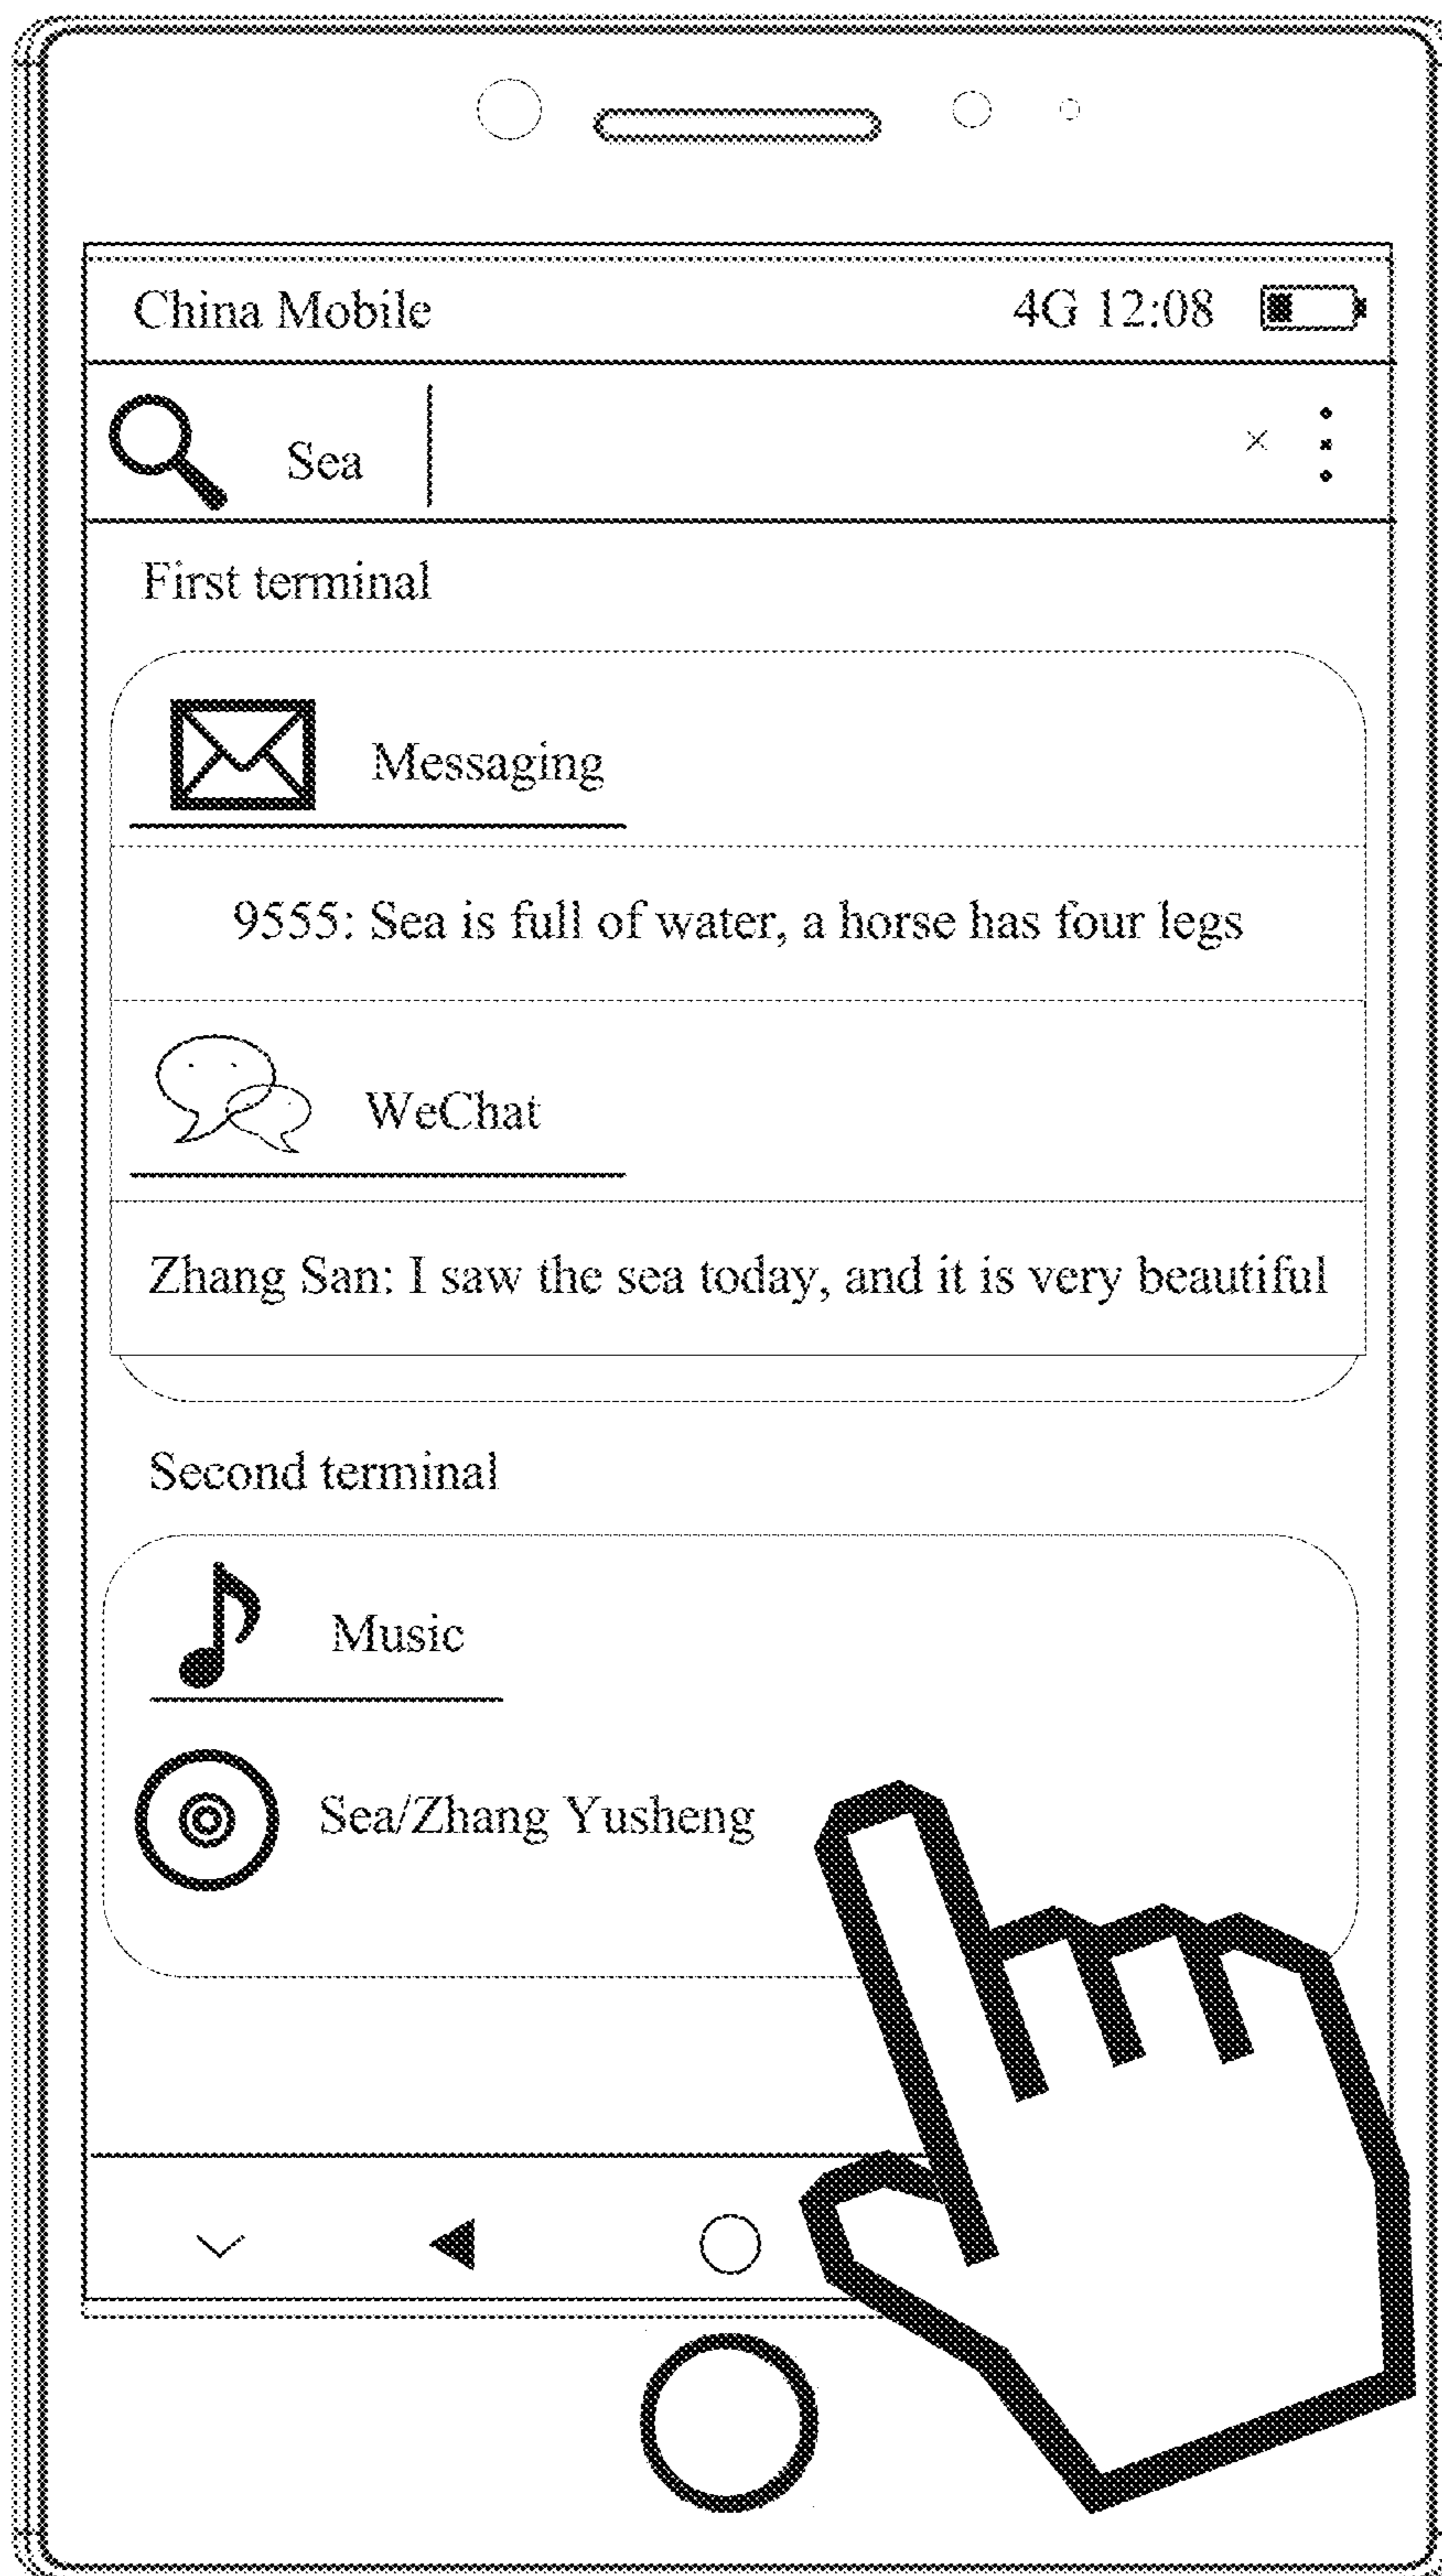 China Mobile 4G 12:08
Sea ×
First terminal
Messaging
9555: Sea is full of water, a horse has four legs
WeChat
Zhang San: I saw the sea today, and it is very beautiful
Second terminal
Music
Sea/Zhang Yusheng